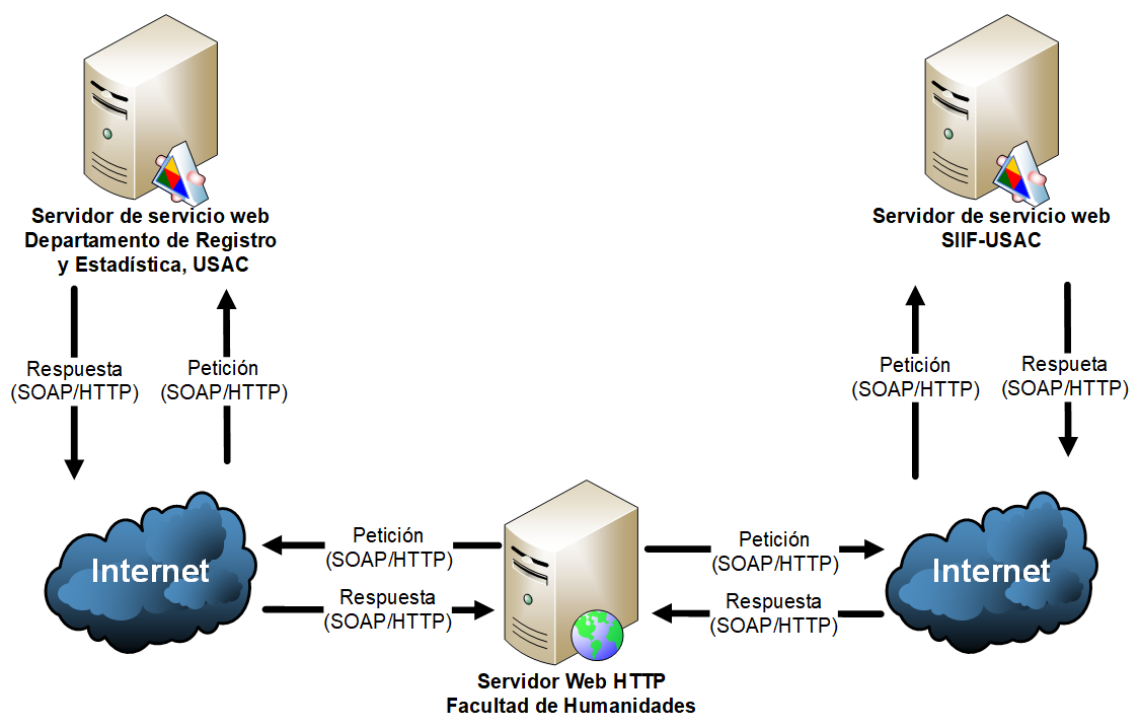 Servidor de servicio web
Departamento de Registro
y Estadística, USAC
Servidor de servicio web
SIIF-USAC
Respuesta
(SOAP/HTTP)
Petición
(SOAP/HTTP)
Petición
(SOAP/HTTP)
Respueta
(SOAP/HTTP)
Internet
Petición
(SOAP/HTTP)
Respuesta
(SOAP/HTTP)
Petición
(SOAP/HTTP)
Respuesta
(SOAP/HTTP)
Internet
Servidor Web HTTP
Facultad de Humanidades